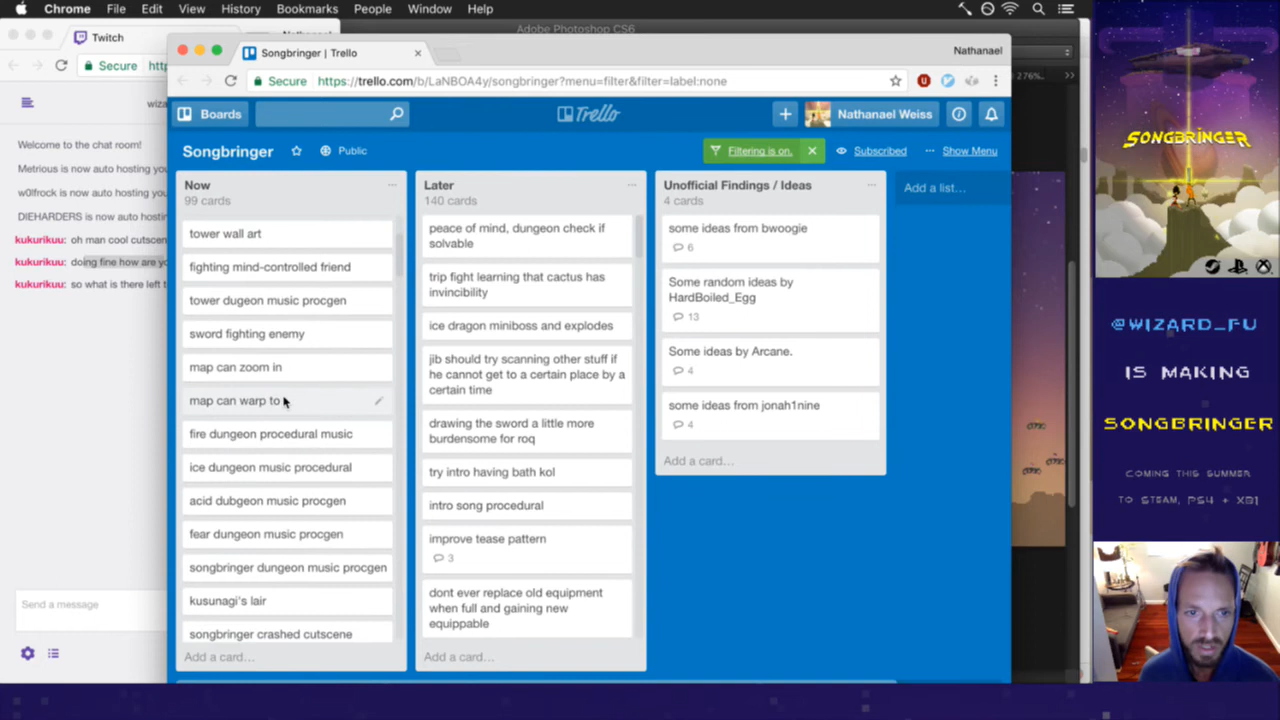 Chrome File Edit View History Bookmarks People Window Help
Adobe Photoshop CS6
Twitch
Secure
Welcome to the chat room!
Metrious is now auto hosting you
w0lfrock is now auto hosting you
DIEHARDERS is now auto hostin
kukurikuu: oh man cool cutscen
kukurikuu: doing fine how are yo
kukurikuu: so what is there left t
Send a message
Songbringer | Trello
Nathanael
Secure https://trello.com/b/LaNBOA4y/songbringer?menu=filter&filter=label:none
276%
Boards
Trello
Nathanael Weiss
Songbringer
Public
Filtering is on.
Subscribed
Show Menu
Now
99 cards
tower wall art
fighting mind-controlled friend
tower dugeon music procgen
sword fighting enemy
map can zoom in
map can warp to
fire dungeon procedural music
ice dungeon music procedural
acid dubgeon music procgen
fear dungeon music procgen
songbringer dungeon music procgen
kusunagi's lair
songbringer crashed cutscene
Add a card…
Later
140 cards
peace of mind, dungeon check if
solvable
trip fight learning that cactus has
invincibility
ice dragon miniboss and explodes
jib should try scanning other stuff if
he cannot get to a certain place by a
certain time
drawing the sword a little more
burdensome for roq
try intro having bath kol
intro song procedural
improve tease pattern
3
dont ever replace old equipment
when full and gaining new
equippable
Add a card…
Unofficial Findings / Ideas
4 cards
some ideas from bwoogie
6
Some random ideas by
HardBoiled_Egg
13
Some ideas by Arcane.
4
some ideas from jonah1nine
4
Add a card…
Add a list…
SONGBRINGER
@WIZARD_FU
IS MAKING
SONGBRINGER
COMING THIS SUMMER
TO STEAM, PS4 + XB1